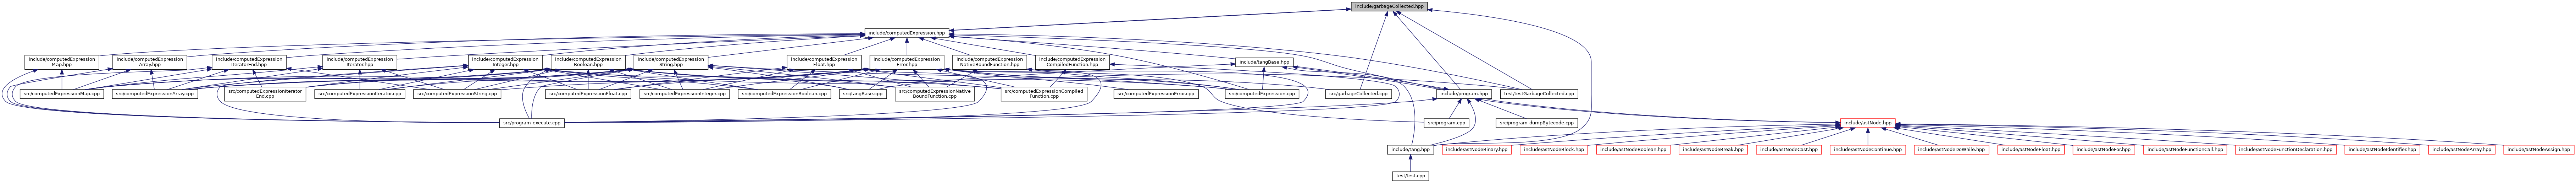 include/garbageCollected.hpp
include/computedExpression.hpp
include/computedExpression
Map.hpp
include/computedExpression
Array.hpp
include/computedExpression
IteratorEnd.hpp
include/computedExpression
Iterator.hpp
include/computedExpression
Integer.hpp
include/computedExpression
Boolean.hpp
include/computedExpression
String.hpp
include/computedExpression
Float.hpp
include/computedExpression
Error.hpp
include/computedExpression
NativeBoundFunction.hpp
include/computedExpression
CompiledFunction.hpp
include/tangBase.hpp
src/computedExpressionMap.cpp
src/computedExpressionArray.cpp
src/computedExpressionIterator
End.cpp
src/computedExpressionIterator.cpp
src/computedExpressionString.cpp
src/computedExpressionFloat.cpp
src/computedExpressionInteger.cpp
src/computedExpressionBoolean.cpp
src/tangBase.cpp
src/computedExpressionNative
BoundFunction.cpp
src/computedExpressionCompiled
Function.cpp
src/computedExpressionError.cpp
src/computedExpression.cpp
src/garbageCollected.cpp
include/program.hpp
test/testGarbageCollected.cpp
src/program-execute.cpp
src/program.cpp
src/program-dumpBytecode.cpp
include/astNode.hpp
include/tang.hpp
include/astNodeBinary.hpp
include/astNodeBlock.hpp
include/astNodeBoolean.hpp
include/astNodeBreak.hpp
include/astNodeCast.hpp
include/astNodeContinue.hpp
include/astNodeDoWhile.hpp
include/astNodeFloat.hpp
include/astNodeFor.hpp
include/astNodeFunctionCall.hpp
include/astNodeFunctionDeclaration.hpp
include/astNodeIdentifier.hpp
include/astNodeArray.hpp
include/astNodeAssign.hpp
test/test.cpp